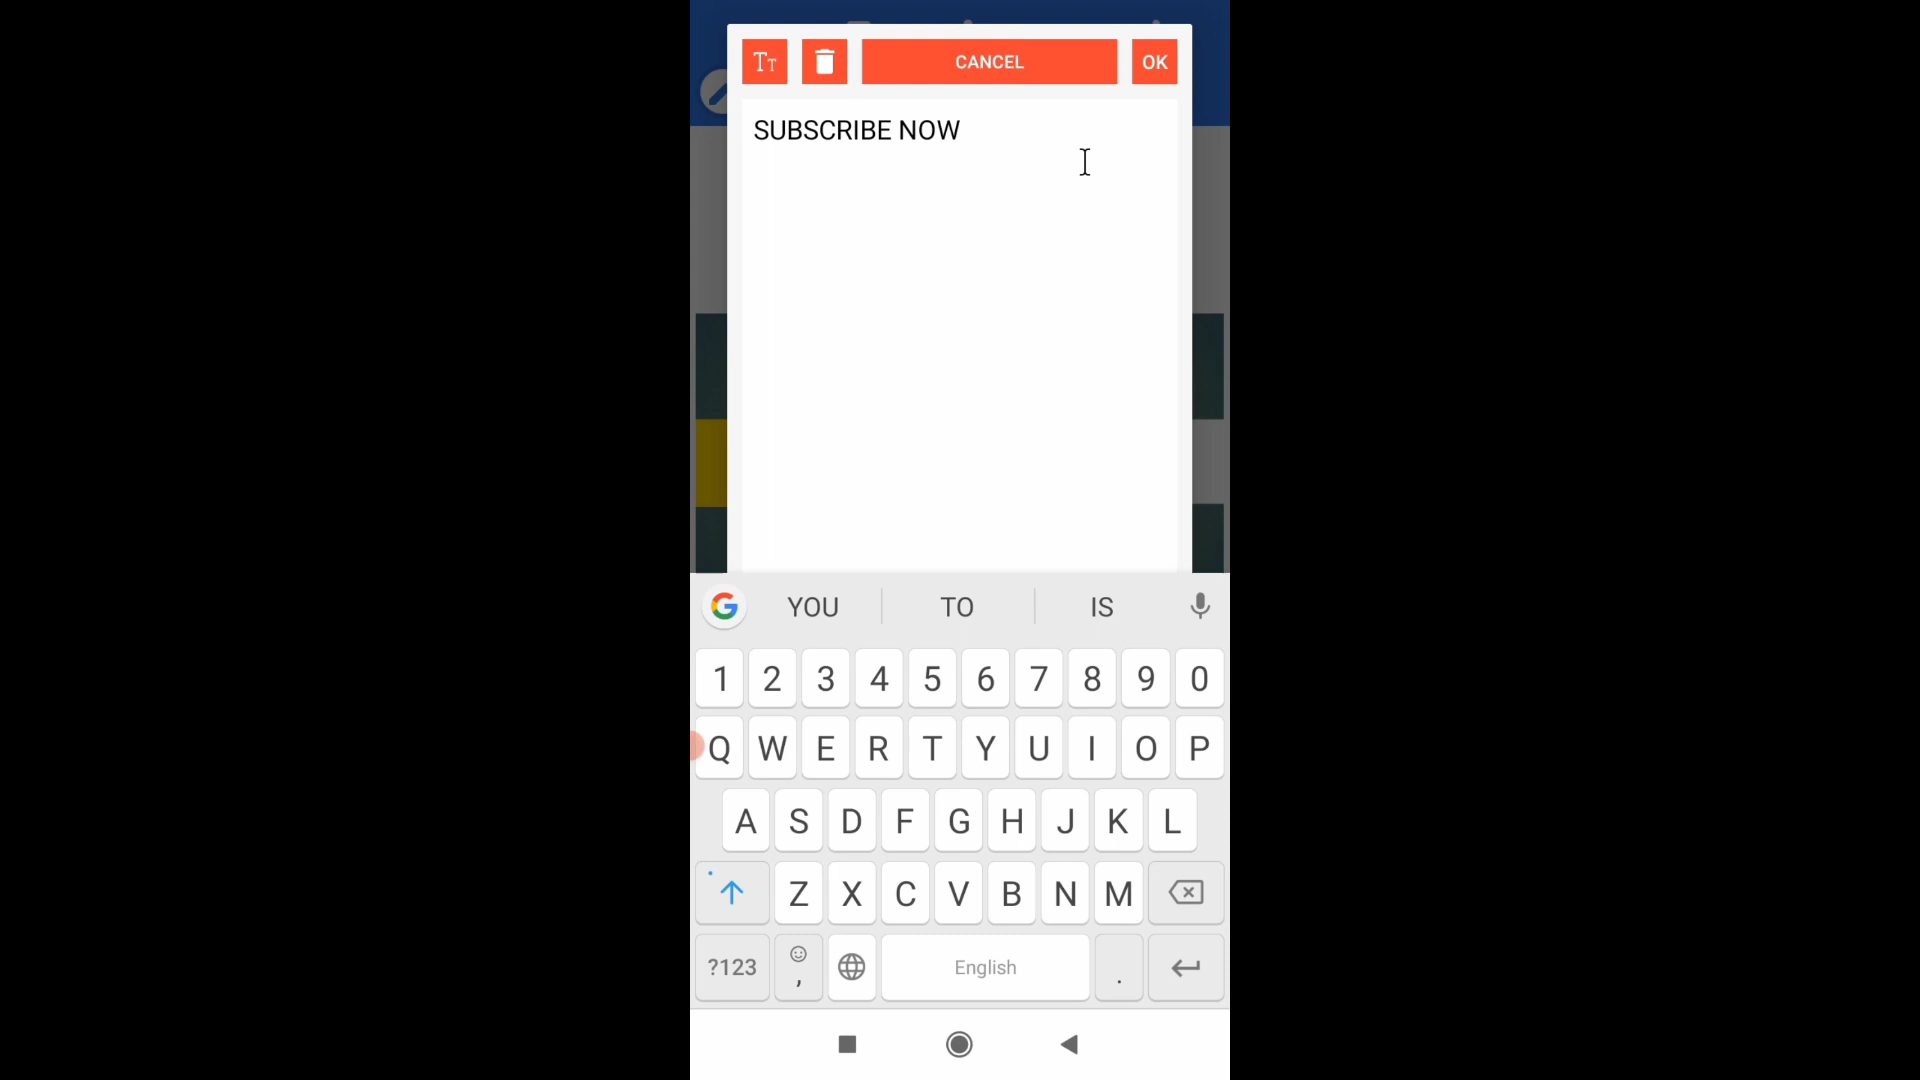 TT
CANCEL
OK
SUBSCRIBE NOW
G YOU TO IS
1 2 3 4 5 6 7 8 9 0
Q W E R T Y U I O P
A S D F G H J K L
Z X C V B N M
?123 , English .